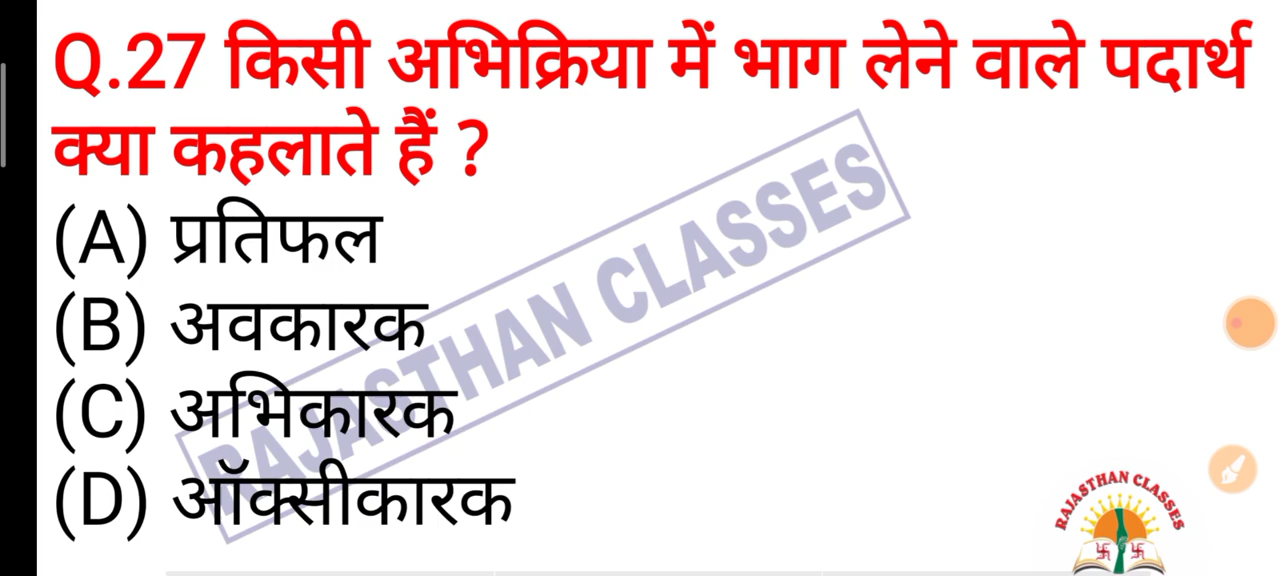 Q.27 किसी अभिक्रिया में भाग लेने वाले पदार्थ
क्या कहलाते हैं ?
(A) प्रतिफल
(B) अवकारक
(C) अभिकारक
(D) ऑक्सीकारक
RAJASTHAN CLASSES
RAJASTHAN CLASSES